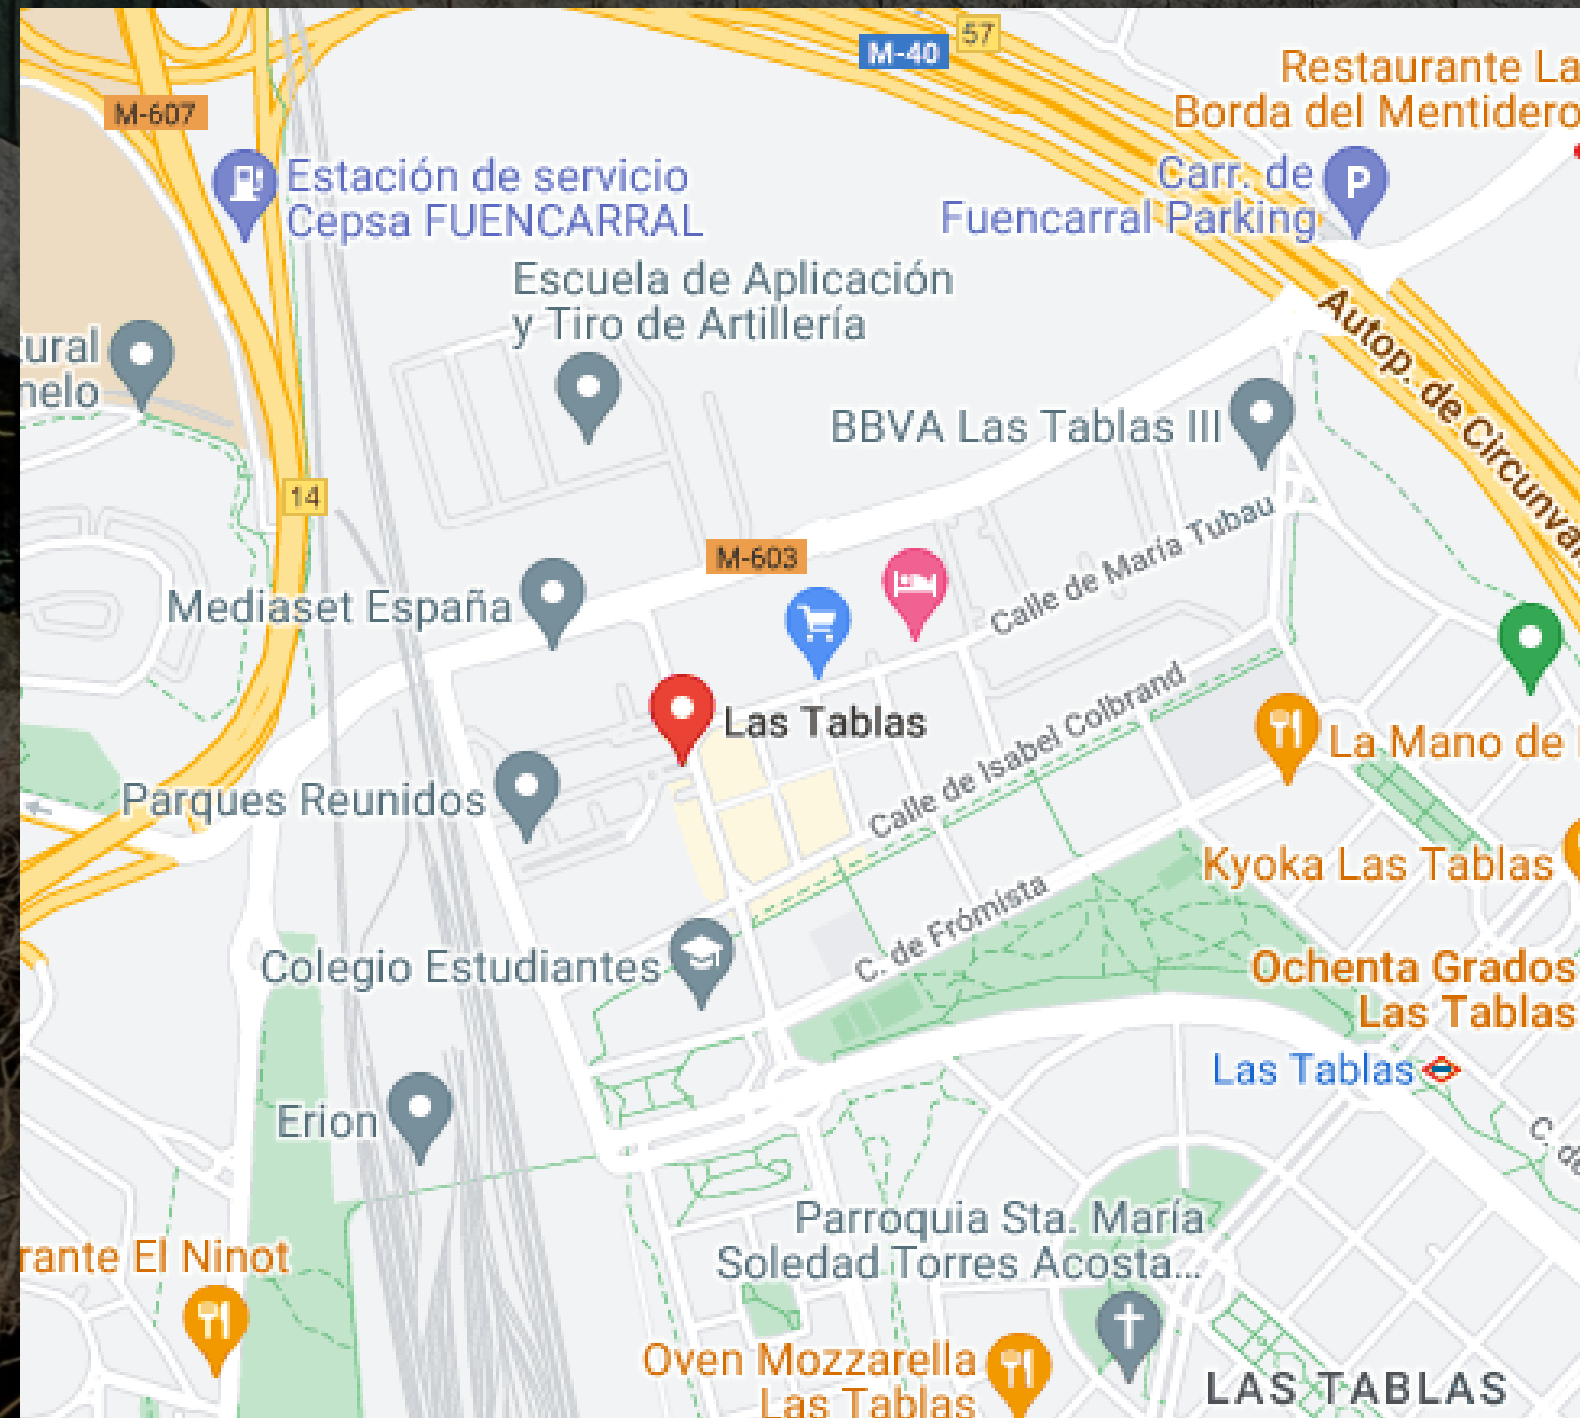 57
M-40
Restaurante La
Borda del Mentidero
M-607
Estación de servicio
Cepsa FUENCARRAL
Carr. de
Fuencarral Parking
Escuela de Aplicación
y Tiro de Artillería
Autop. de Circunva
tural
nelo
BBVA Las Tablas III
14
Calle de María Tubau
M-603
Mediaset España
Las Tablas
Calle de Isabel Colbrand
La Mano de
Parques Reunidos
Kyoka Las Tablas
C. de Frómista
Colegio Estudiantes
Ochenta Grados
Las Tablas
Las Tablas
Erion
C. de
Parroquia Sta. María
Soledad Torres Acosta...
rante El Ninot
Oven Mozzarella
Las Tablas
LAS TABLAS